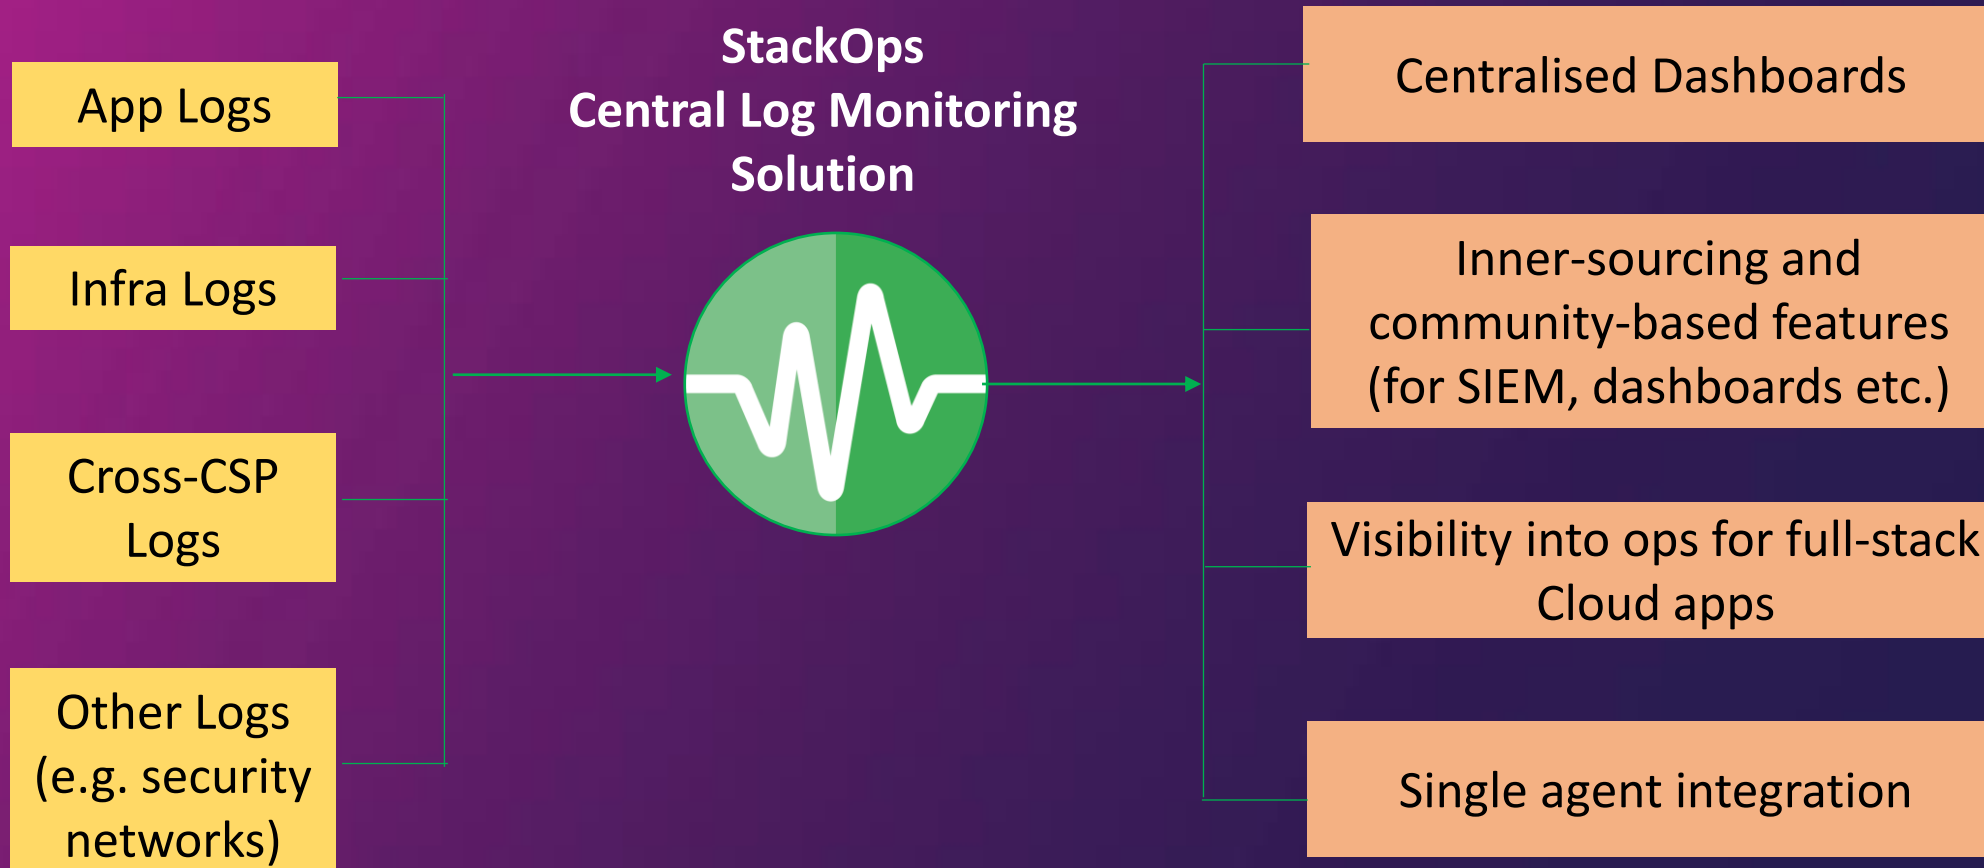 App Logs
Infra Logs
Cross-CSP
Logs
Other Logs
(e.g. security
networks)
StackOps
Central Log Monitoring
Solution
Centralised Dashboards
Inner-sourcing and
community-based features
(for SIEM, dashboards etc.)
Visibility into ops for full-stack
Cloud apps
Single agent integration